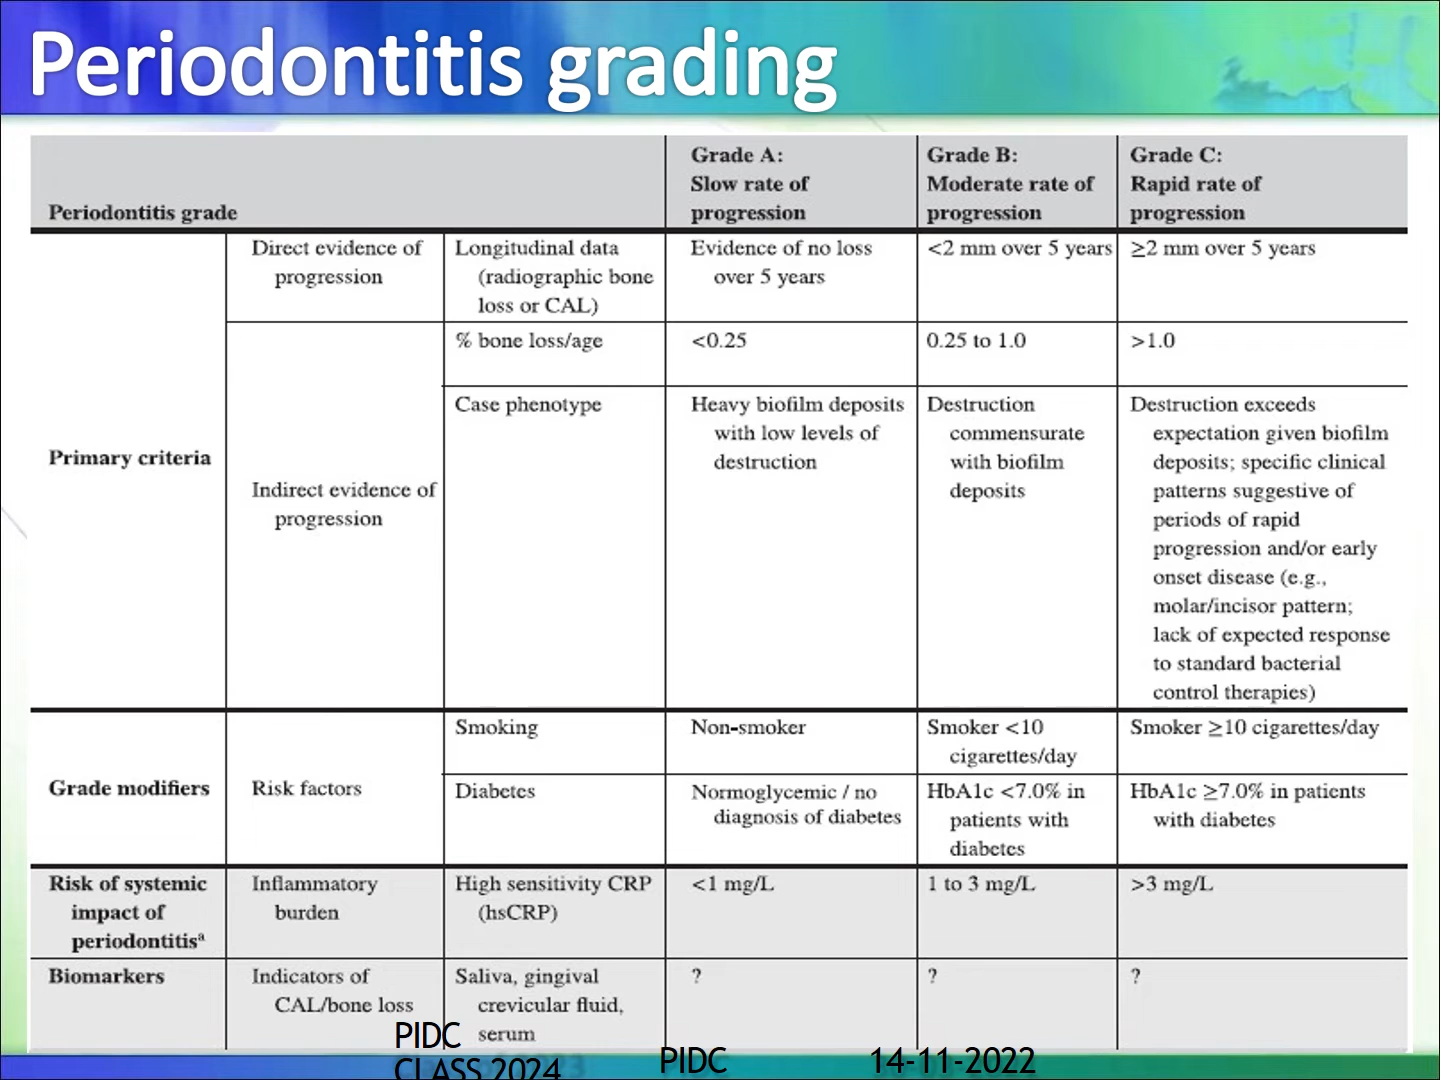 Periodontitis grading
Periodontitis grade
Grade A:
Slow rate of
progression
Grade B:
Moderate rate of
progression
Grade C:
Rapid rate of
progression
Primary criteria
Direct evidence of
progression
Longitudinal data
(radiographic bone
loss or CAL)
Evidence of no loss
over 5 years
<2 mm over 5 years
≥2 mm over 5 years
Indirect evidence of
progression
% bone loss/age
<0.25
0.25 to 1.0
>1.0
Case phenotype
Heavy biofilm deposits
with low levels of
destruction
Destruction
commensurate
with biofilm
deposits
Destruction exceeds
expectation given biofilm
deposits; specific clinical
patterns suggestive of
periods of rapid
progression and/or early
onset disease (e.g.,
molar/incisor pattern;
lack of expected response
to standard bacterial
control therapies)
Grade modifiers
Risk factors
Smoking
Non-smoker
Smoker <10
cigarettes/day
Smoker ≥10 cigarettes/day
Diabetes
Normoglycemic / no
diagnosis of diabetes
HbA1c <7.0% in
patients with
diabetes
HbA1c ≥7.0% in patients
with diabetes
Risk of systemic
impact of
periodontitisª
Inflammatory
burden
High sensitivity CRP
(hsCRP)
<1 mg/L
1 to 3 mg/L
>3 mg/L
Biomarkers
Indicators of
CAL/bone loss
Saliva, gingival
crevicular fluid,
serum
?
?
?
PIDC
CLASS 2024
PIDC
14-11-2022